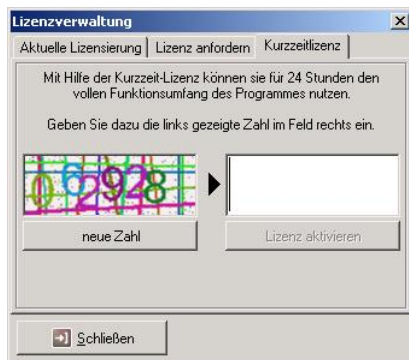 Lizenzverwaltung
Aktuelle Lizensierung Lizenz anfordern Kurzzeitlizenz
Mit Hilfe der Kurzzeit-Lizenz können sie für 24 Stunden den
vollen Funktionsumfang des Programmes nutzen.
Geben Sie dazu die links gezeigte Zahl im Feld rechts ein.
062928
neue Zahl Lizenz aktivieren
Schließen